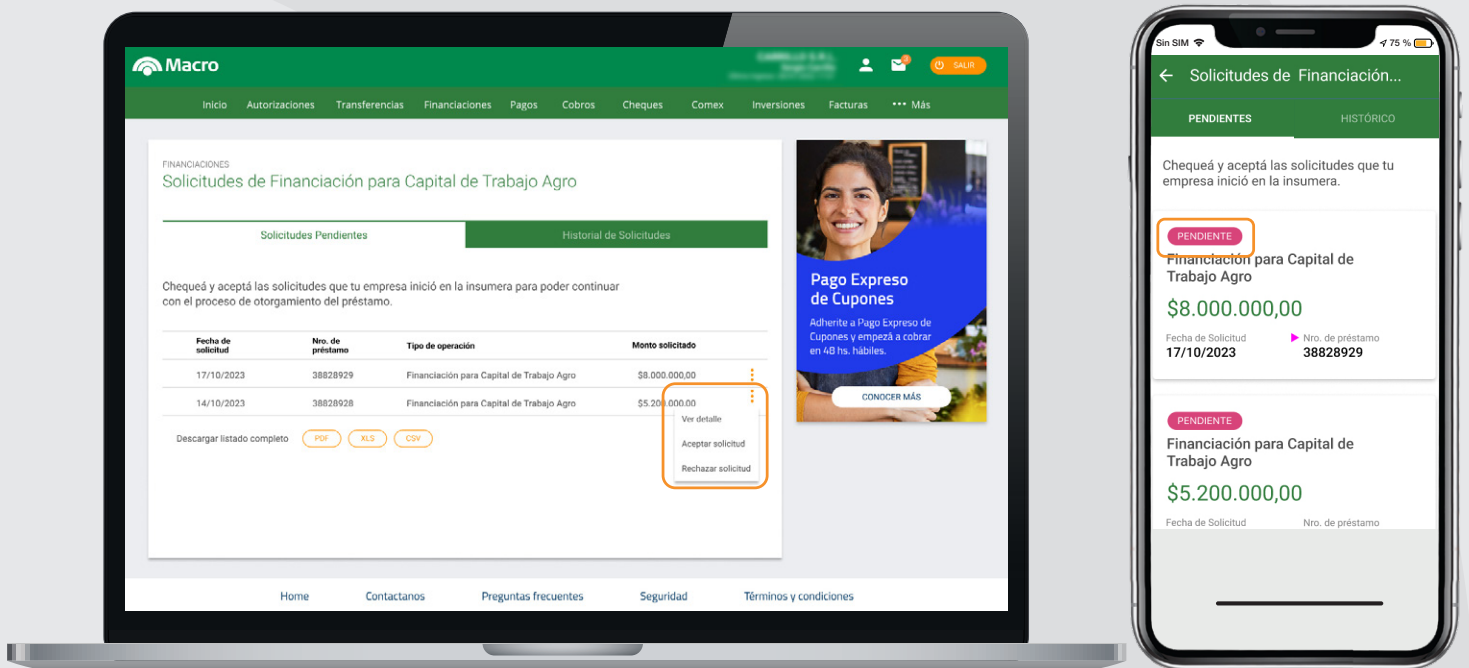 Macro
SALIR
Inicio Autorizaciones Transferencias Financiaciones Pagos Cobros Cheques Comex Inversiones Facturas ••• Más
FINANCIACIONES
Solicitudes de Financiación para Capital de Trabajo Agro
Solicitudes Pendientes Historial de Solicitudes
Chequeá y aceptá las solicitudes que tu empresa inició en la insumera para poder continuar
con el proceso de otorgamiento del préstamo.
Fecha de solicitud Nro. de préstamo Tipo de operación Monto solicitado
17/10/2023 38828929 Financiación para Capital de Trabajo Agro $8.000.000,00
14/10/2023 38828928 Financiación para Capital de Trabajo Agro $5.200.000.00
Ver detalle
Aceptar solicitud
Rechazar solicitud
Descargar listado completo PDF XLS CSV
Pago Expreso
de Cupones
Adherite a Pago Expreso de
Cupones y empezá a cobrar
en 48 hs. hábiles.
CONOCER MÁS
Home Contactanos Preguntas frecuentes Seguridad Términos y condiciones
Sin SIM 75 %
Solicitudes de Financiación...
PENDIENTES HISTÓRICO
Chequeá y aceptá las solicitudes que tu
empresa inició en la insumera.
PENDIENTE
Financiación para Capital de
Trabajo Agro
$8.000.000,00
Fecha de Solicitud Nro. de préstamo
17/10/2023 38828929
PENDIENTE
Financiación para Capital de
Trabajo Agro
$5.200.000,00
Fecha de Solicitud Nro. de préstamo